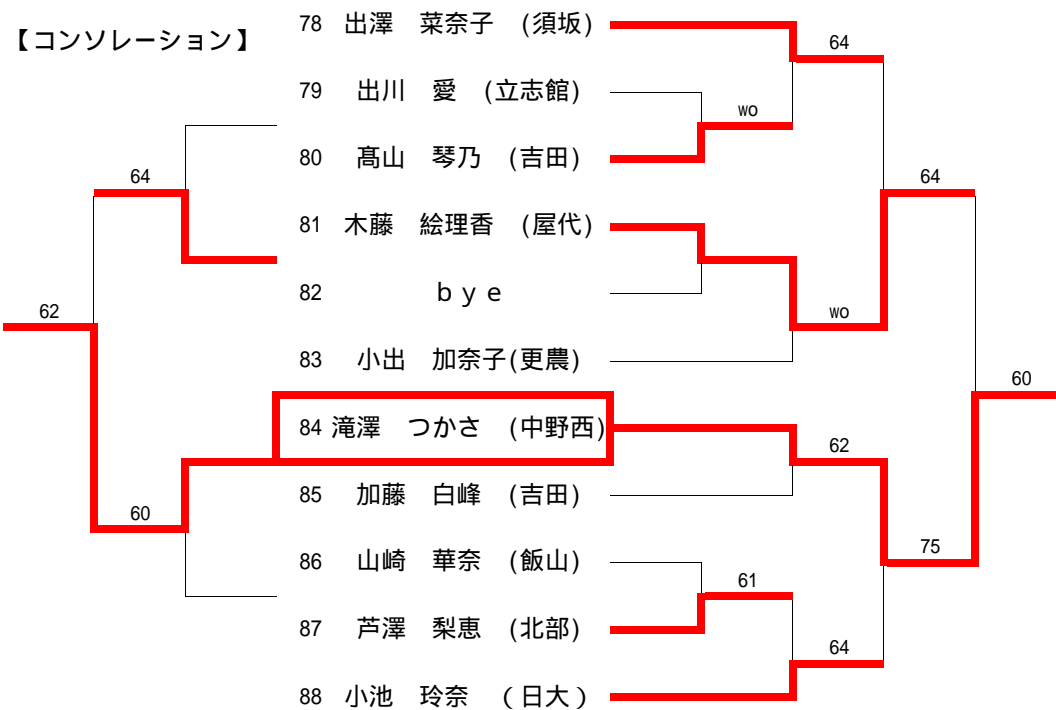 【コンソレーション】
78 出澤 菜奈子 (須坂)
64
79 出川 愛 (立志館)
wo
80 髙山 琴乃 (吉田)
64
64
81 木藤 絵理香 (屋代)
82 bye
62
wo
83 小出 加奈子(更農)
60
84 滝澤 つかさ (中野西)
62
85 加藤 白峰 (吉田)
60
75
86 山崎 華奈 (飯山)
61
87 芦澤 梨恵 (北部)
64
88 小池 玲奈 (日大)